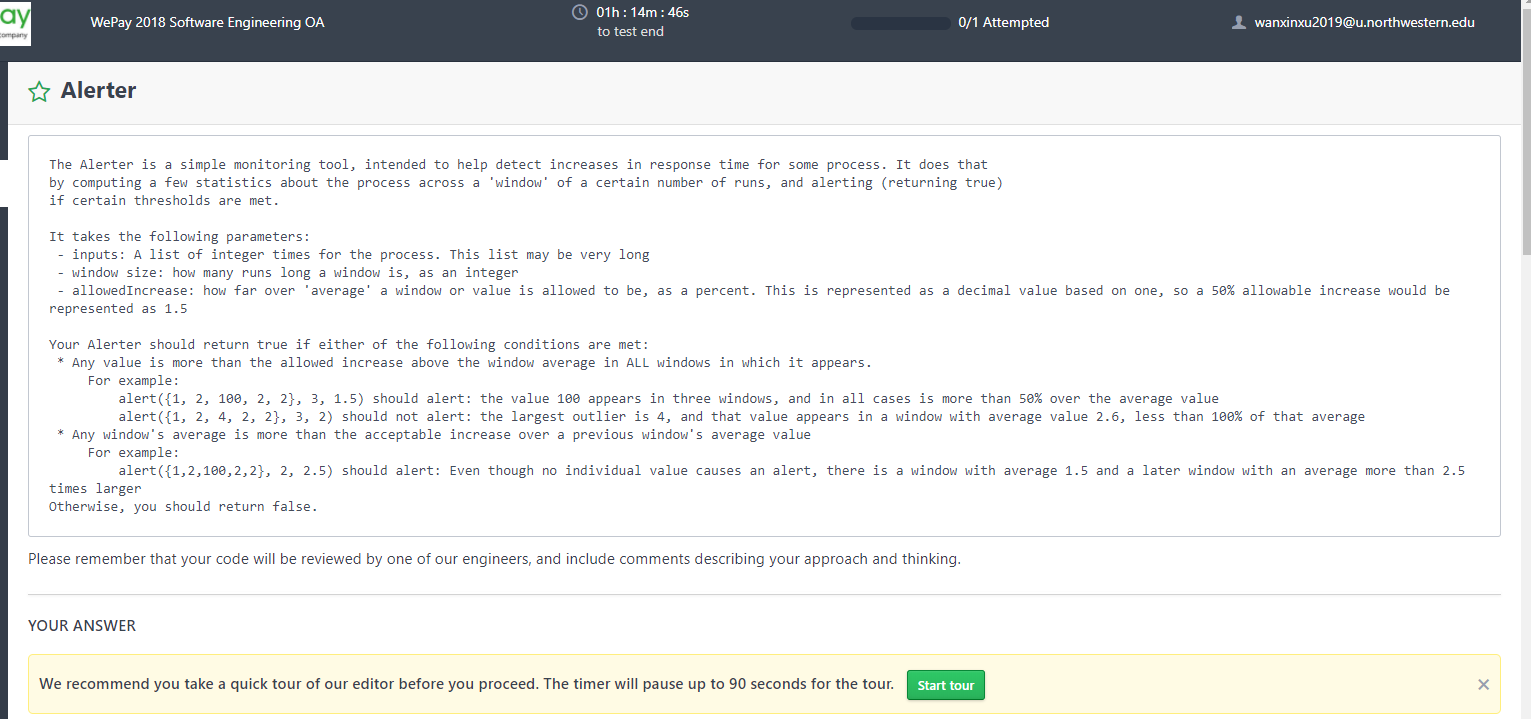 ay
company
WePay 2018 Software Engineering OA
01h : 14m : 46s
to test end
0/1 Attempted
wanxinxu2019@u.northwestern.edu
Alerter
The Alerter is a simple monitoring tool, intended to help detect increases in response time for some process. It does that
by computing a few statistics about the process across a 'window' of a certain number of runs, and alerting (returning true)
if certain thresholds are met.
It takes the following parameters:
- inputs: A list of integer times for the process. This list may be very long
- window size: how many runs long a window is, as an integer
- allowedIncrease: how far over 'average' a window or value is allowed to be, as a percent. This is represented as a decimal value based on one, so a 50% allowable increase would be
represented as 1.5
Your Alerter should return true if either of the following conditions are met:
* Any value is more than the allowed increase above the window average in ALL windows in which it appears.
For example:
alert({1, 2, 100, 2, 2}, 3, 1.5) should alert: the value 100 appears in three windows, and in all cases is more than 50% over the average value
alert({1, 2, 4, 2, 2}, 3, 2) should not alert: the largest outlier is 4, and that value appears in a window with average value 2.6, less than 100% of that average
* Any window's average is more than the acceptable increase over a previous window's average value
For example:
alert({1,2,100,2,2}, 2, 2.5) should alert: Even though no individual value causes an alert, there is a window with average 1.5 and a later window with an average more than 2.5
times larger
Otherwise, you should return false.
Please remember that your code will be reviewed by one of our engineers, and include comments describing your approach and thinking.
YOUR ANSWER
We recommend you take a quick tour of our editor before you proceed. The timer will pause up to 90 seconds for the tour.
Start tour